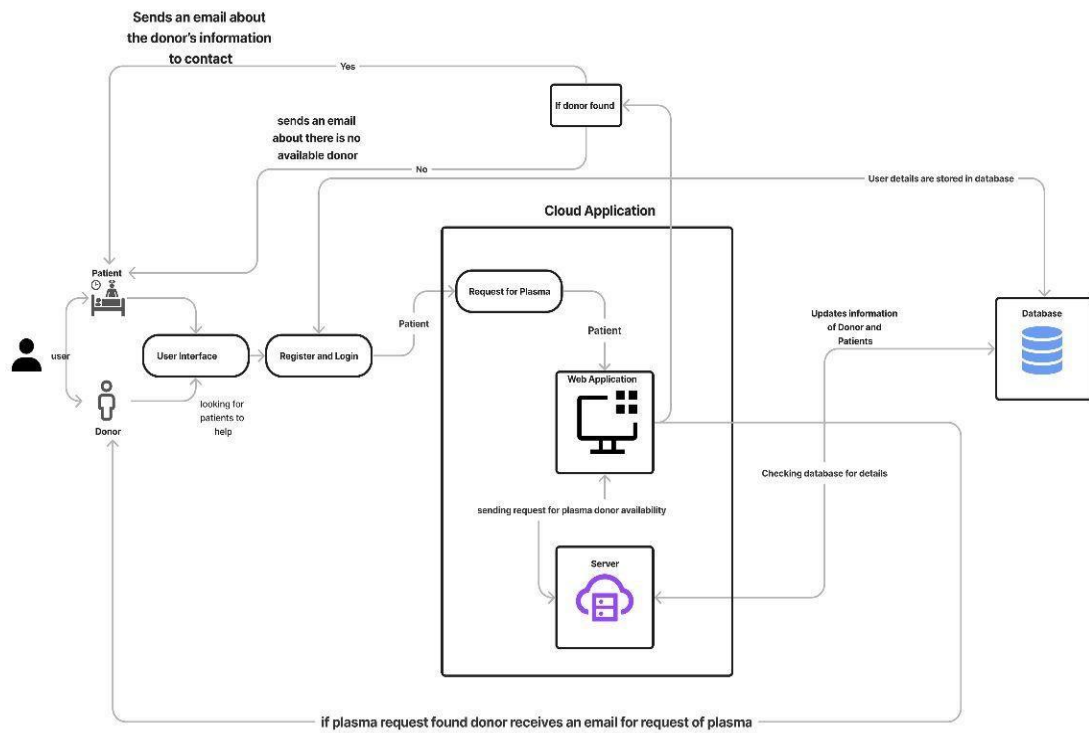 Sends an email about
the donor's information
to contact
Yes
If donor found
sends an email
about there is no
available donor
No
User details are stored in database
Cloud Application
Patient
Request for Plasma
Patient
Patient
Updates information
of Donor and
Patients
Database
user
User Interface
Register and Login
Web Application
looking for
patients to
help
Donor
Checking database for details
sending request for plasma donor availability
Server
if plasma request found donor receives an email for request of plasma